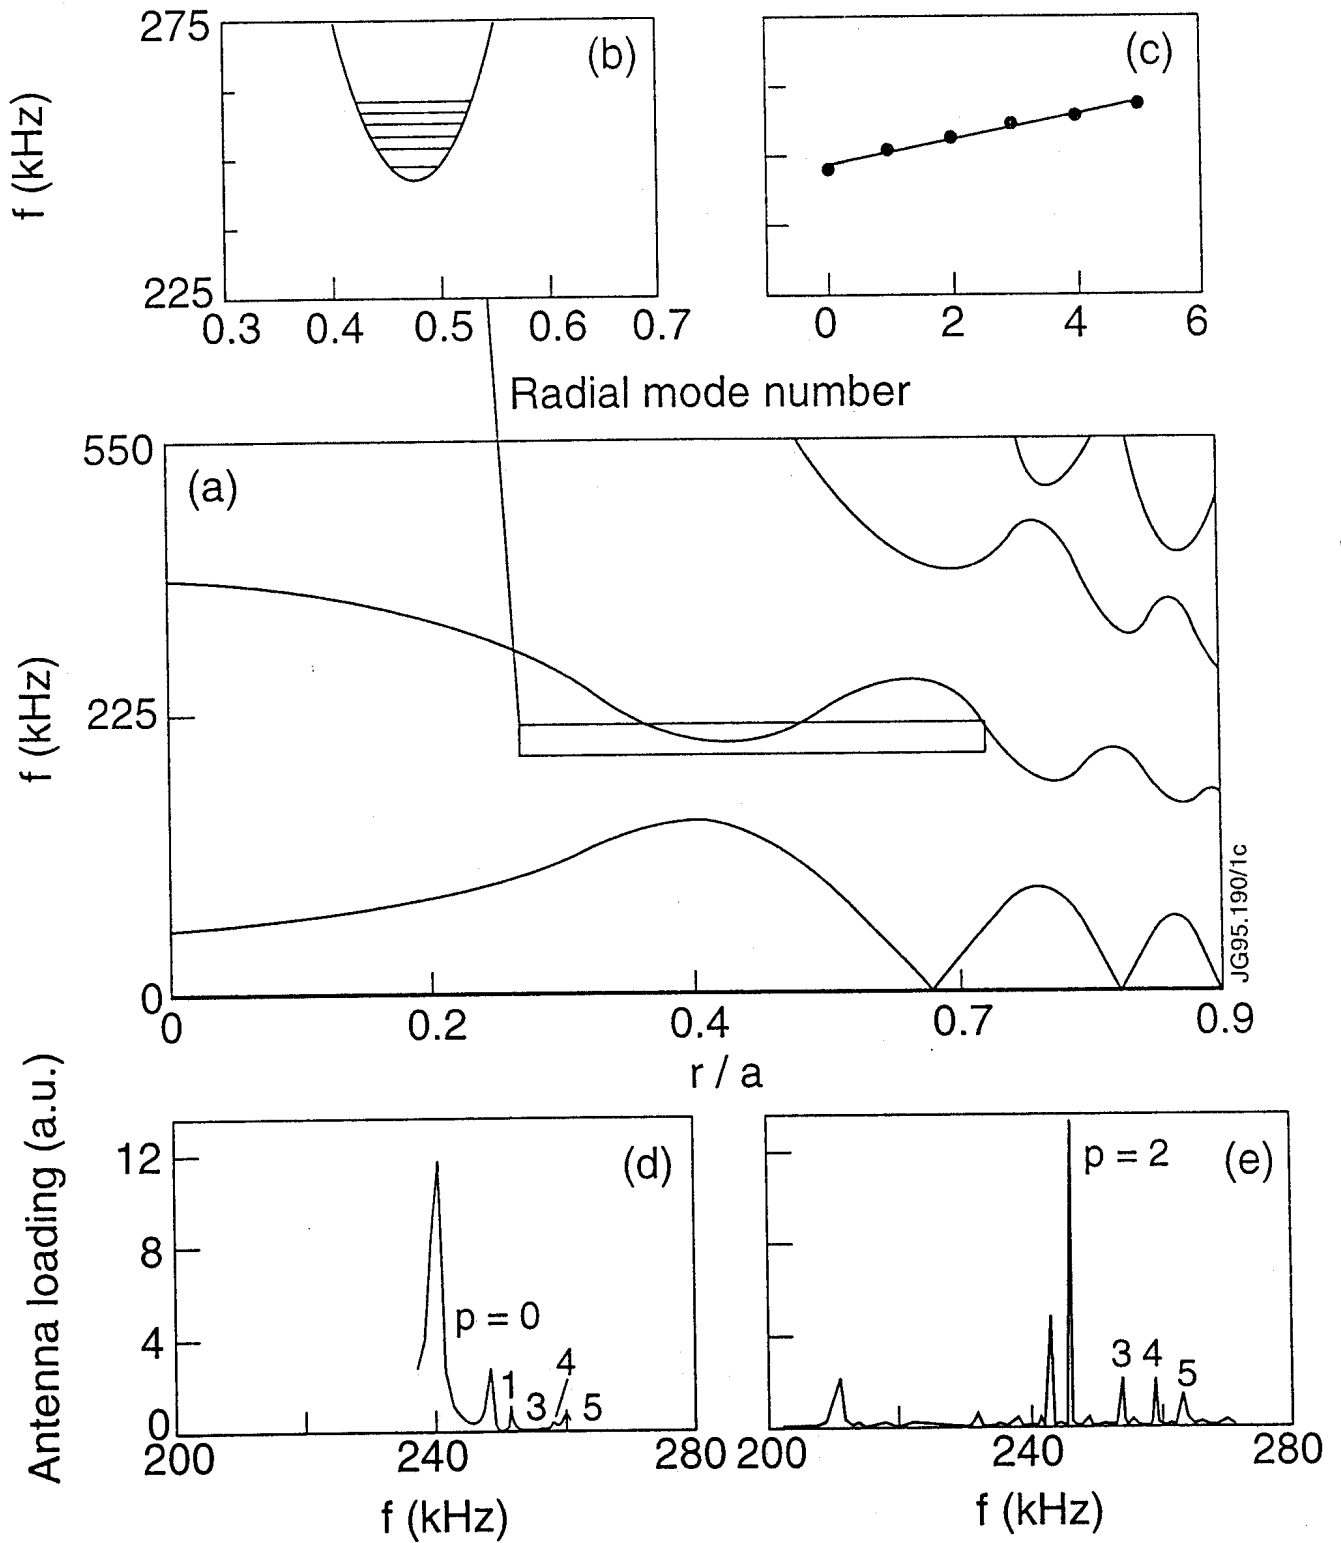 275
(b)
(c)
f (kHz)
225
0.3 0.4 0.5 0.6 0.7
0 2 4 6
Radial mode number
550
(a)
f (kHz)
225
0
0 0.2 0.4 0.7 0.9
r / a
JG95.190/1c
Antenna loading (a.u.)
12
8
4
0
(d)
p = 0
1
3
4
5
200 240 280
f (kHz)
(e)
p = 2
3 4
5
200 240 280
f (kHz)